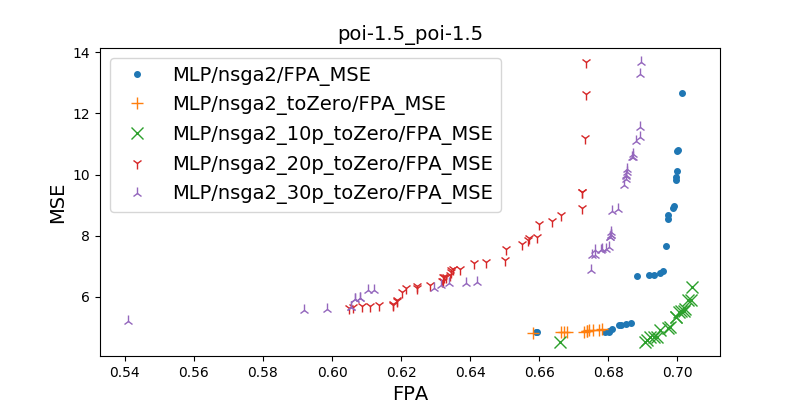 poi-1.5_poi-1.5
MLP/nsga2/FPA_MSE
MLP/nsga2_toZero/FPA_MSE
MLP/nsga2_10p_toZero/FPA_MSE
MLP/nsga2_20p_toZero/FPA_MSE
MLP/nsga2_30p_toZero/FPA_MSE
MSE
14
12
10
8
6
0.54 0.56 0.58 0.60 0.62 0.64 0.66 0.68 0.70
FPA